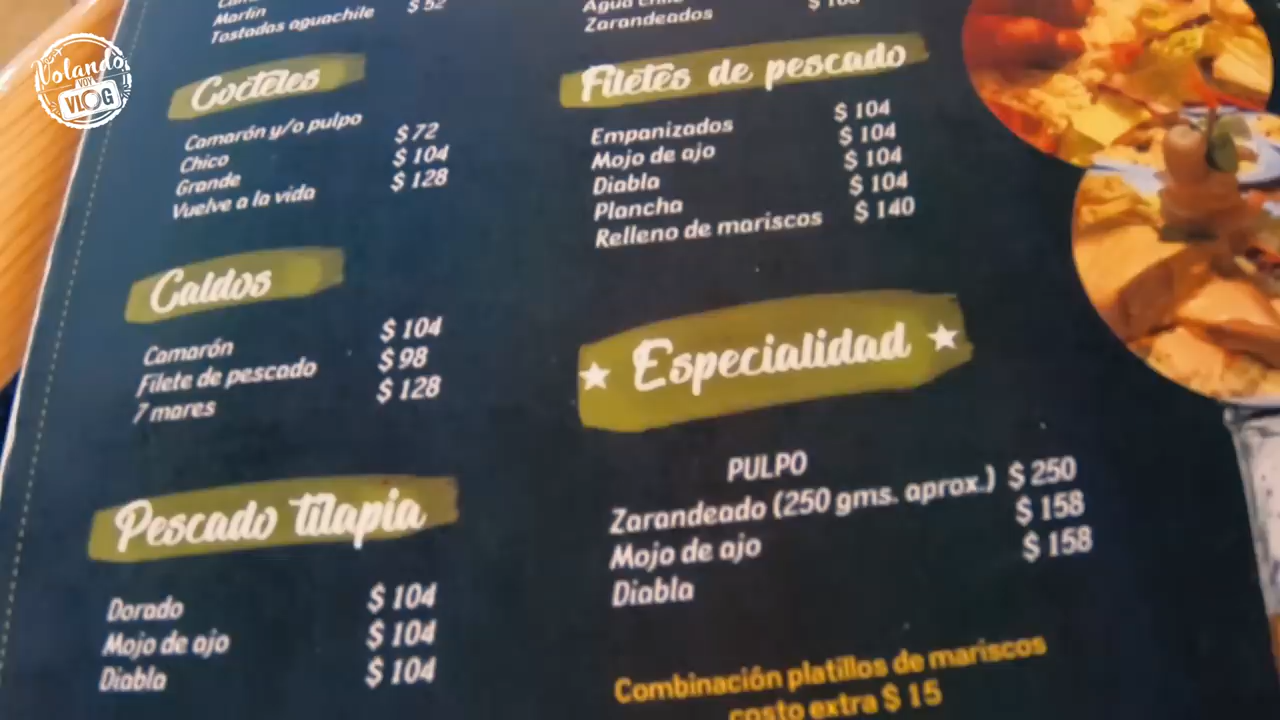 Volando
VOY
VLOG
Marlin
Tostadas aguachile $ 52
Zarandeados
Cocteles
Camarón y/o pulpo
Chico $ 72
Grande $ 104
Vuelve a la vida $ 128
Caldos
Camarón $ 104
Filete de pescado $ 98
7 mares $ 128
Pescado tilapia
Dorado $ 104
Mojo de ajo $ 104
Diabla $ 104
Filetes de pescado
Empanizados $ 104
Mojo de ajo $ 104
Diabla $ 104
Plancha $ 104
Relleno de mariscos $ 140
Especialidad
PULPO
Zarandeado (250 gms. aprox.) $ 250
Mojo de ajo $ 158
Diabla $ 158
Combinación platillos de mariscos
costo extra $ 15